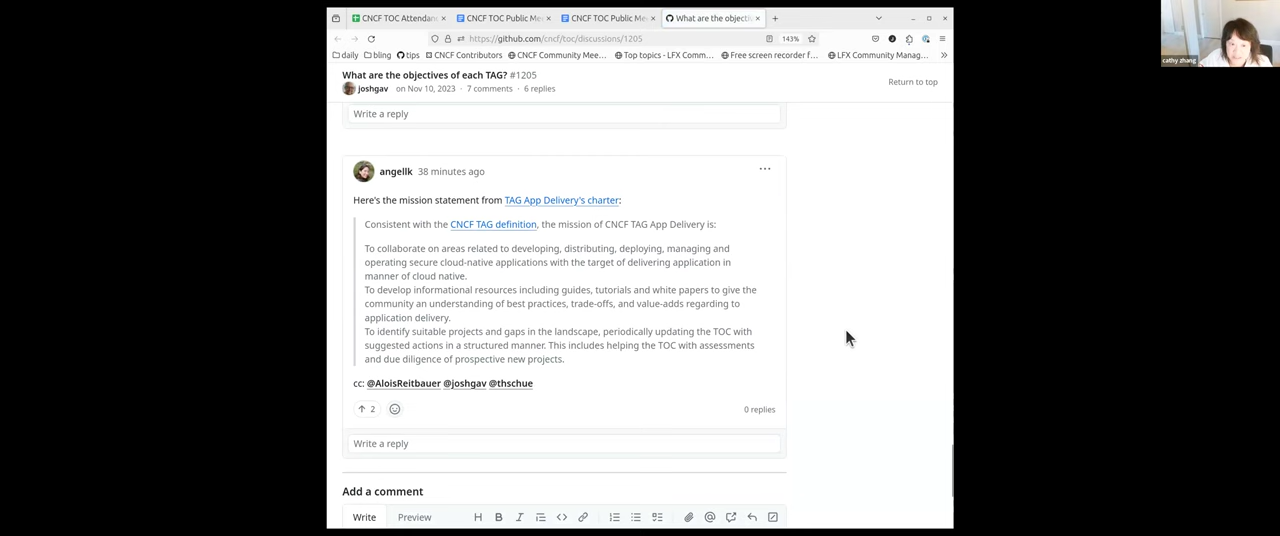 CNCF TOC Attendan
CNCF TOC Public Me
CNCF TOC Public Me
What are the objecti
https://github.com/cncf/toc/discussions/1205
143%
daily
bling
tips
CNCF Contributors
CNCF Community Mee…
Top topics - LFX Comm…
Free screen recorder f…
LFX Community Manag…
What are the objectives of each TAG? #1205
joshgav on Nov 10, 2023 · 7 comments · 6 replies
Return to top
Write a reply
angellk 38 minutes ago
Here's the mission statement from TAG App Delivery's charter:
Consistent with the CNCF TAG definition, the mission of CNCF TAG App Delivery is:
To collaborate on areas related to developing, distributing, deploying, managing and
operating secure cloud-native applications with the target of delivering application in
manner of cloud native.
To develop informational resources including guides, tutorials and white papers to give the
community an understanding of best practices, trade-offs, and value-adds regarding to
application delivery.
To identify suitable projects and gaps in the landscape, periodically updating the TOC with
suggested actions in a structured manner. This includes helping the TOC with assessments
and due diligence of prospective new projects.
cc: @AloisReitbauer @joshgav @thschue
2
0 replies
Write a reply
Add a comment
Write
Preview
cathy zhang